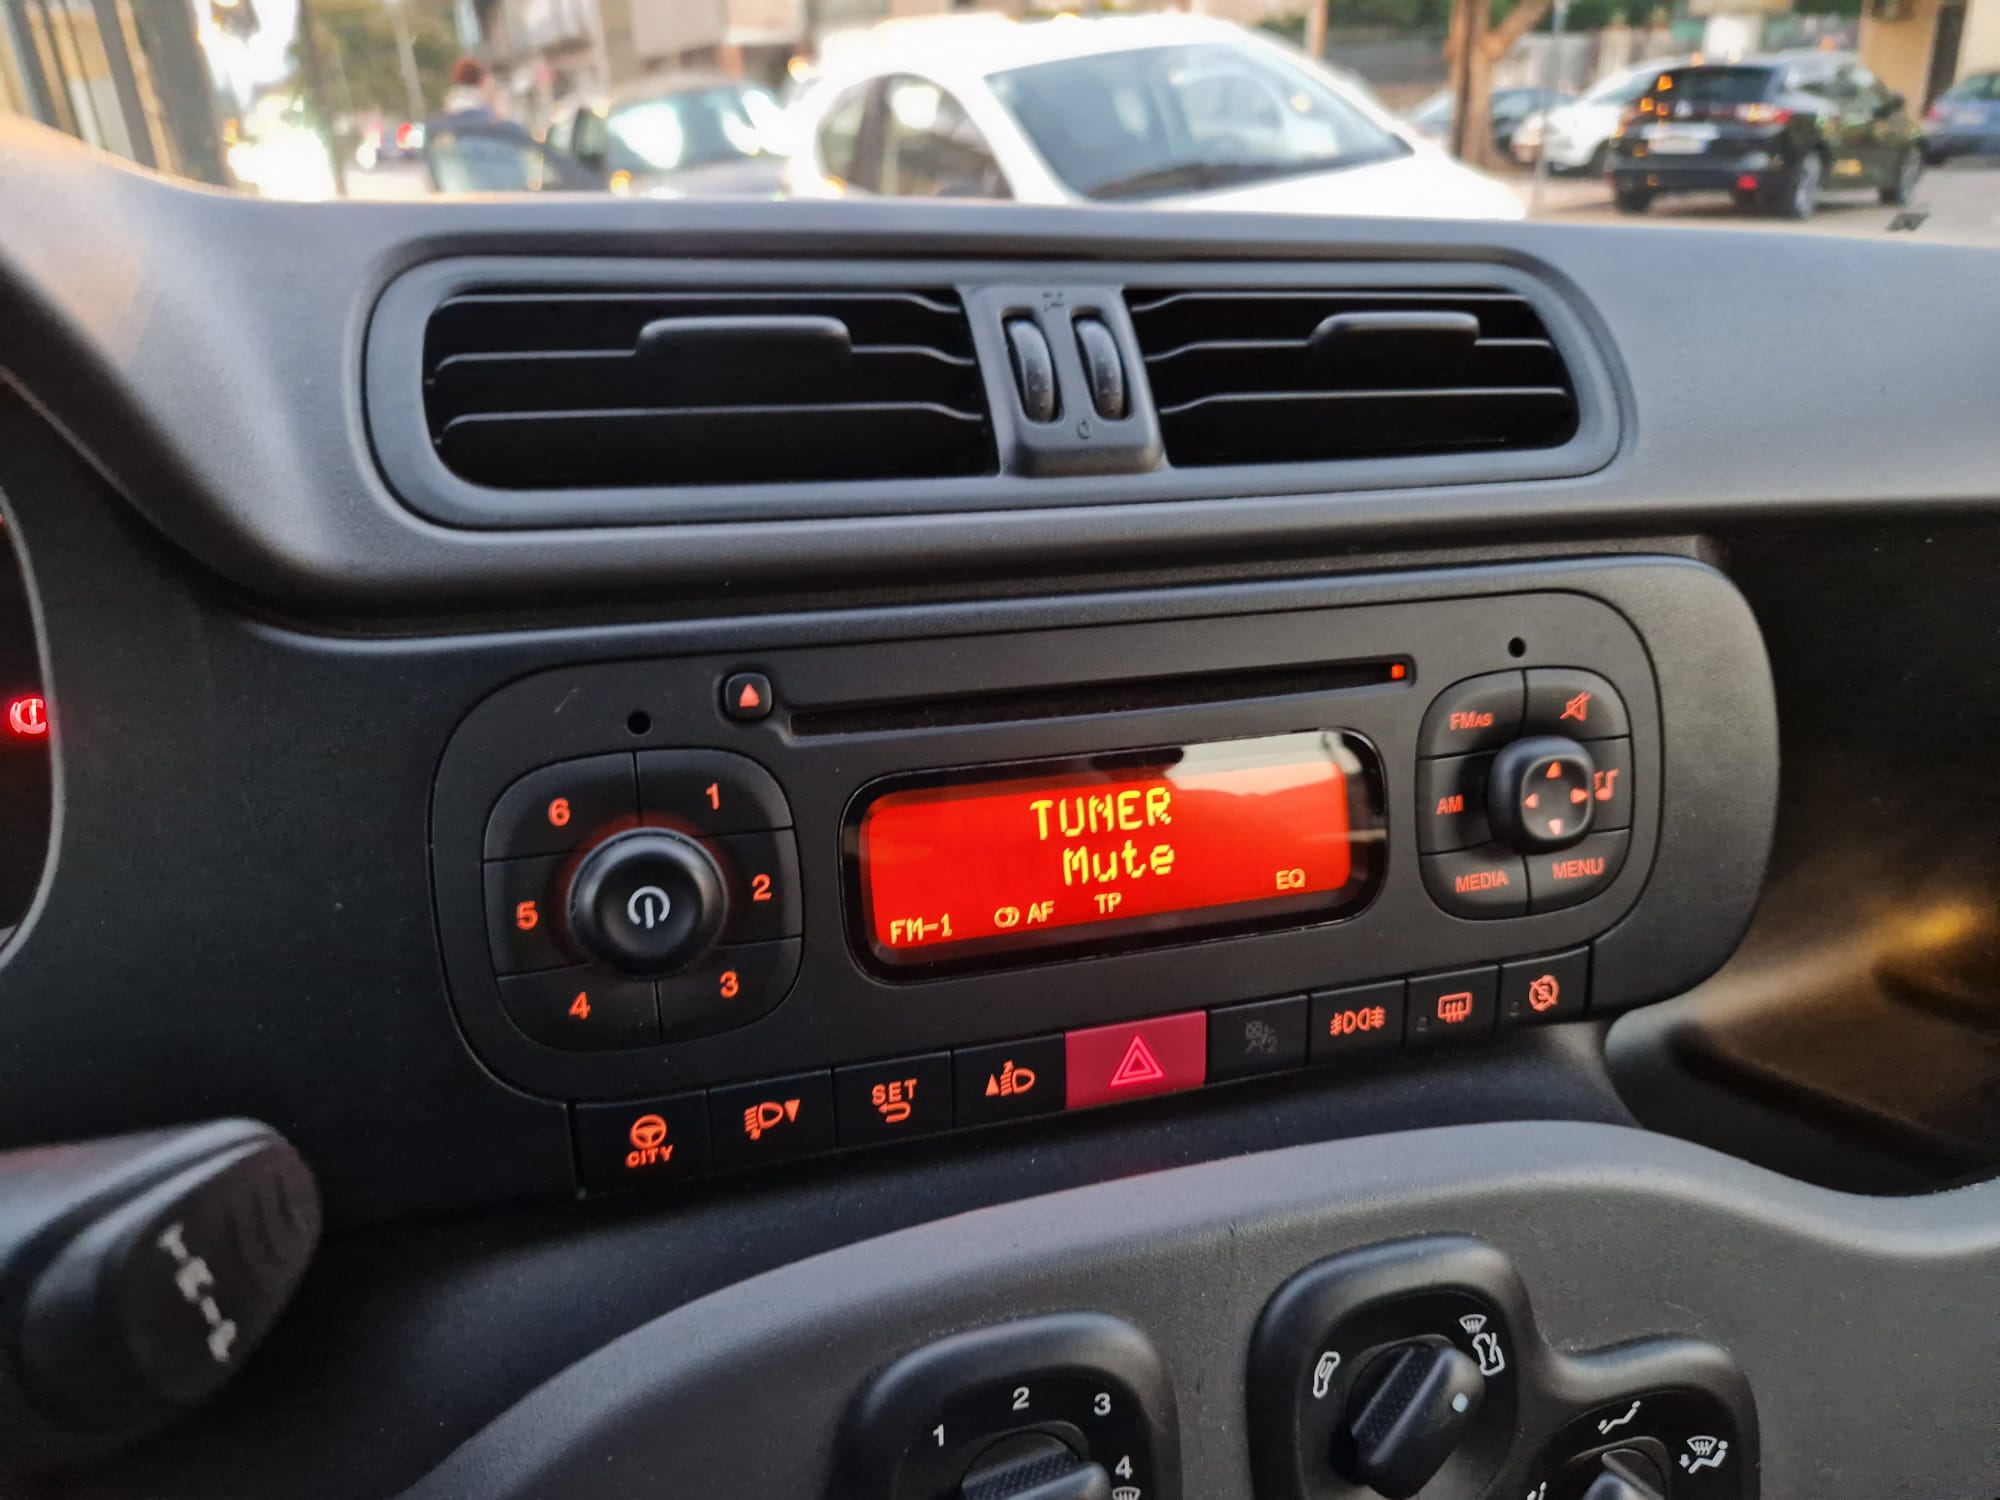 FMAS
6
1
TUNER
AM
Mute
2
5
EQ
MENU
MEDIA
TP
AF
FM-1
3
4
SET
CITY
TRIP
2
3
1
4